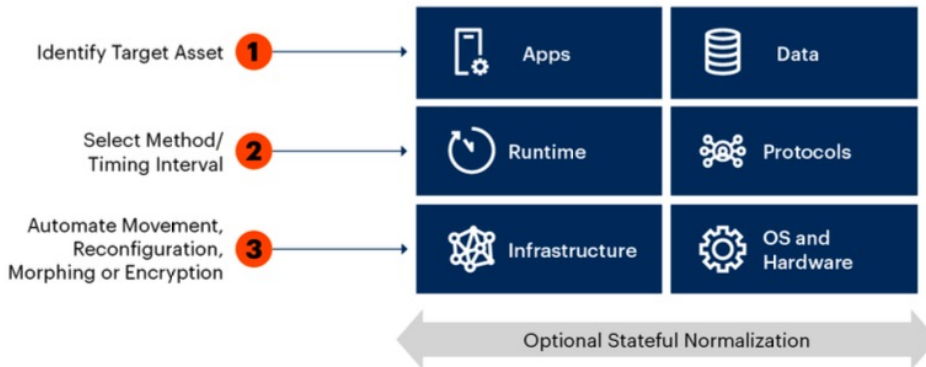 Identify Target Asset
1
Apps
Data
Select Method/
Timing Interval
2
Runtime
Protocols
Automate Movement,
Reconfiguration,
Morphing or Encryption
3
Infrastructure
OS and
Hardware
Optional Stateful Normalization